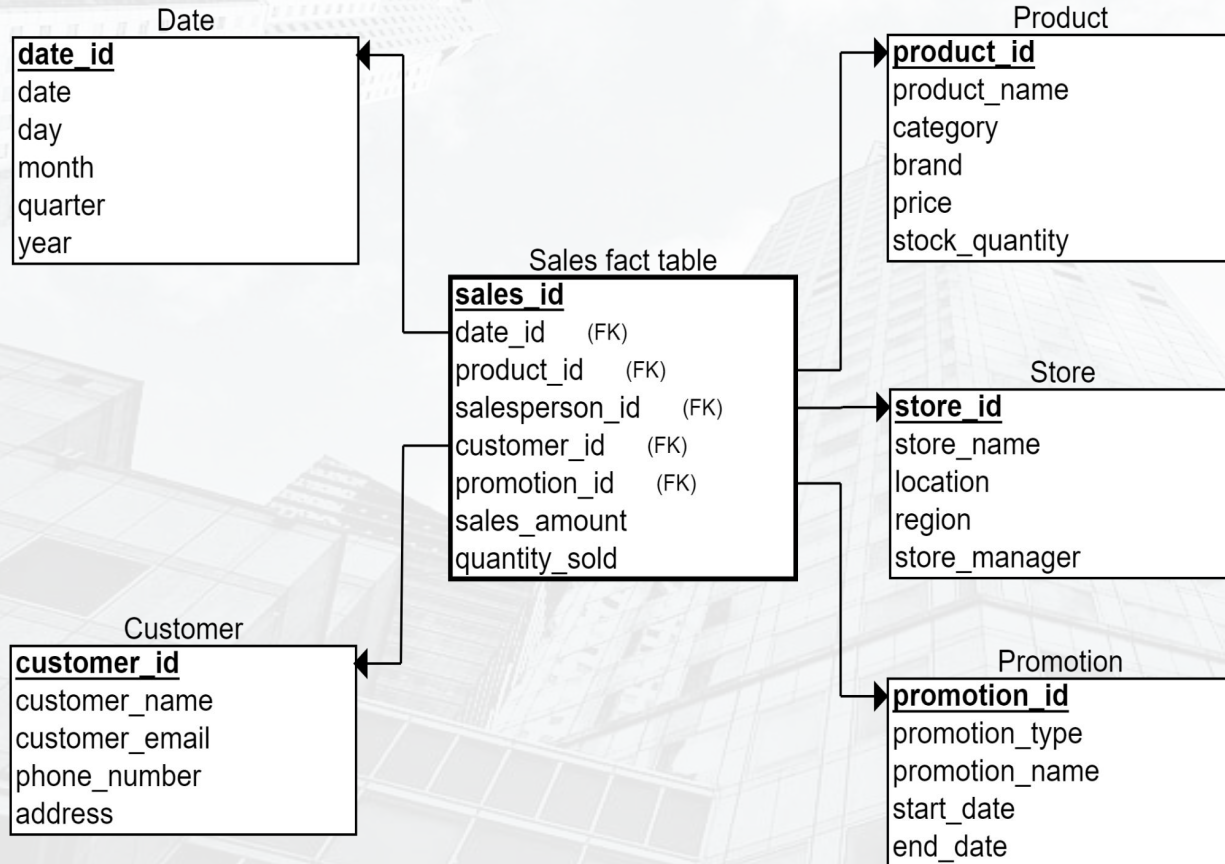 Date
date_id
date
day
month
quarter
year
Product
product_id
product_name
category
brand
price
stock_quantity
Sales fact table
sales_id
date_id (FK)
product_id (FK)
salesperson_id (FK)
customer_id (FK)
promotion_id (FK)
sales_amount
quantity_sold
Store
store_id
store_name
location
region
store_manager
Customer
customer_id
customer_name
customer_email
phone_number
address
Promotion
promotion_id
promotion_type
promotion_name
start_date
end_date